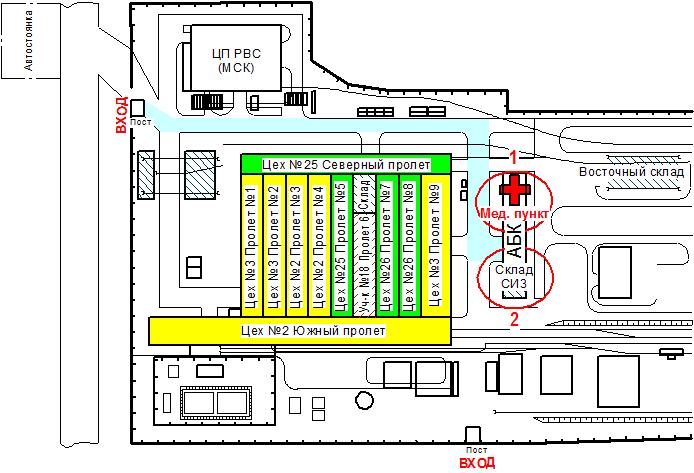 Автостоянка
ЦП РВС
(МСК)
ВХОД
Пост
Цех №25 Северный пролет
1
Восточный склад
Мед. пункт
АБК
Склад
СИЗ
2
Цех №3 Пролет №1
Цех №3 Пролет №2
Цех №2 Пролет №3
Цех №2 Пролет №4
Цех №25 Пролет №5
Уч-к №18 Пролет 6
Склад
Цех №26 Пролет №7
Цех №26 Пролет №8
Цех №3 Пролет №9
Цех №2 Южный пролет
Пост
ВХОД